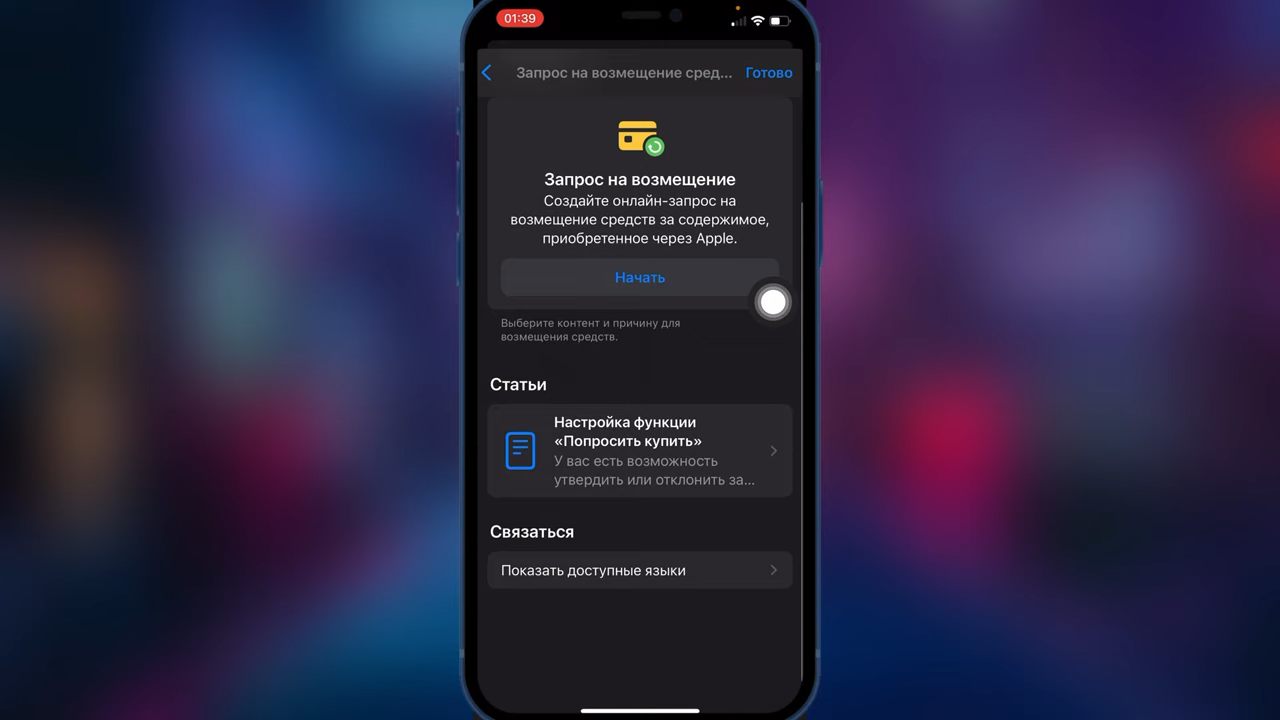 01:39
Запрос на возмещение сред...
Готово
Запрос на возмещение
Создайте онлайн-запрос на
возмещение средств за содержимое,
приобретенное через Apple.
Начать
Выберите контент и причину для
возмещения средств.
Статьи
Настройка функции
«Попросить купить»
У вас есть возможность
утвердить или отклонить за...
Связаться
Показать доступные языки